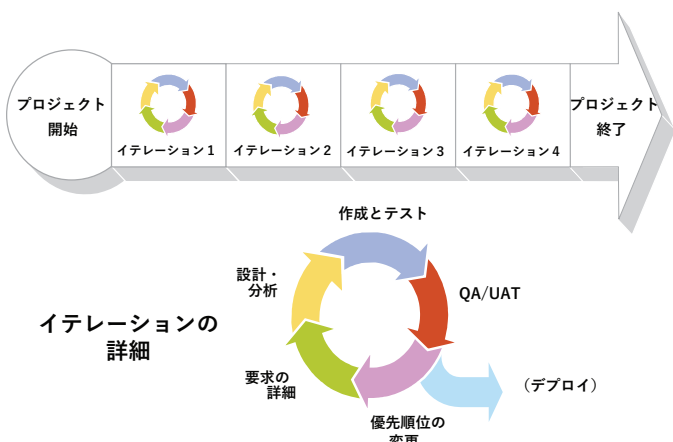 プロジェクト
開始
イテレーション 1
イテレーション 2
イテレーション 3
イテレーション 4
プロジェクト
終了
イテレーションの
詳細
作成とテスト
QA/UAT
（デプロイ）
優先順位の
変更
要求の
詳細
設計・
分析